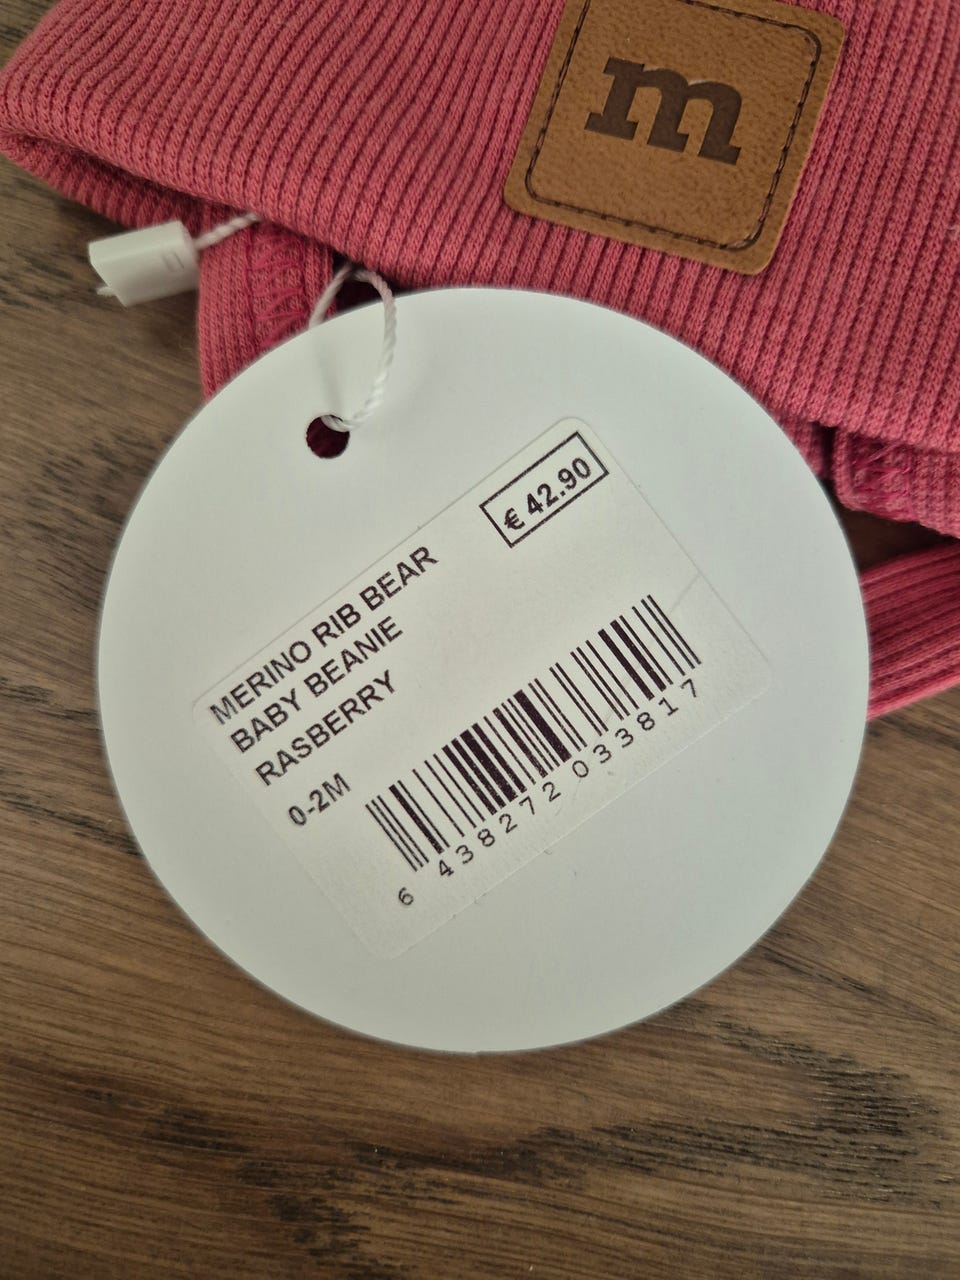 m
€ 42.90
MERINO RIB BEAR
BABY BEANIE
RASBERRY
0-2M
6 438272 033817